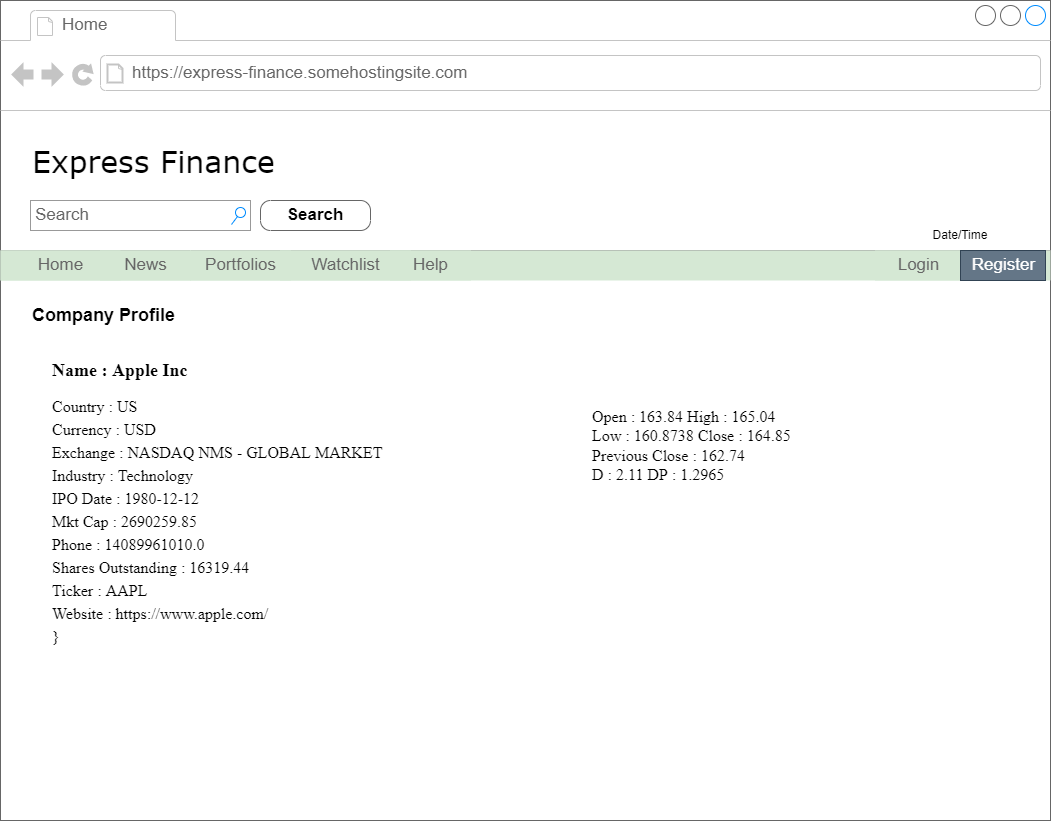 Home
https://express-finance.somehostingsite.com
Express Finance
Search
Search
Date/Time
Home News Portfolios Watchlist Help Login Register
Company Profile
Name : Apple Inc
Country : US
Currency : USD
Exchange : NASDAQ NMS - GLOBAL MARKET
Industry : Technology
IPO Date : 1980-12-12
Mkt Cap : 2690259.85
Phone : 14089961010.0
Shares Outstanding : 16319.44
Ticker : AAPL
Website : https://www.apple.com/
}
Open : 163.84 High : 165.04
Low : 160.8738 Close : 164.85
Previous Close : 162.74
D : 2.11 DP : 1.2965